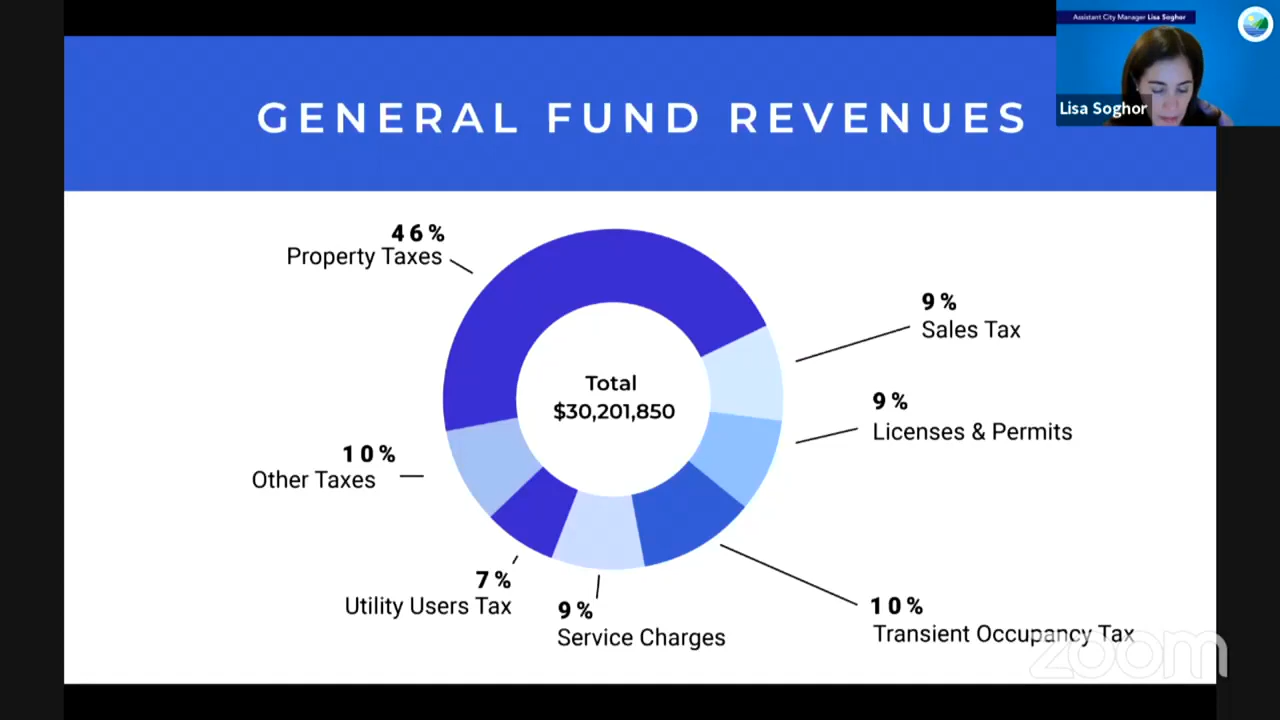 Assistant City Manager Lisa Soghor
Lisa Soghor
GENERAL FUND REVENUES
46%
Property Taxes
9%
Sales Tax
Total
$30,201,850
9%
Licenses & Permits
10%
Other Taxes
7%
Utility Users Tax
9%
Service Charges
10%
Transient Occupancy Tax
zoom